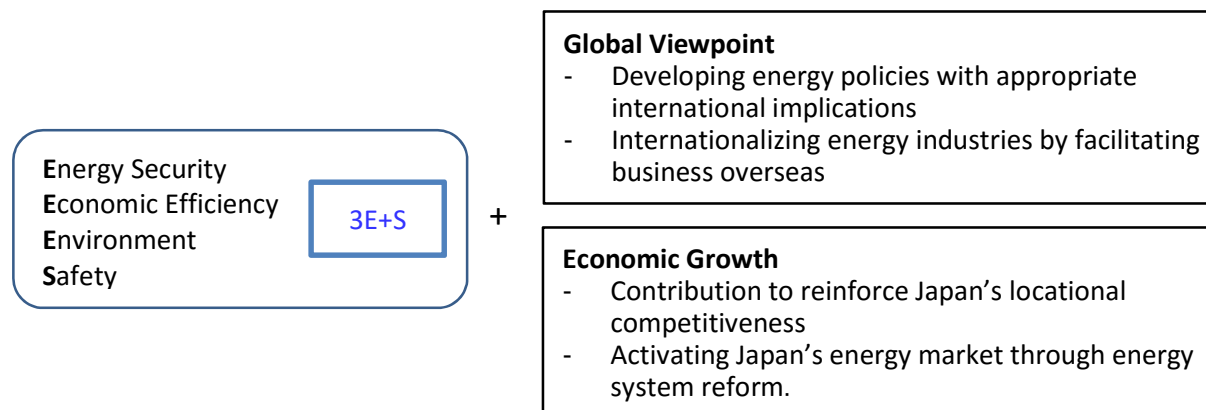 Energy Security
Economic Efficiency
Environment
Safety
3E+S
+
Global Viewpoint
- Developing energy policies with appropriate
international implications
- Internationalizing energy industries by facilitating
business overseas
Economic Growth
- Contribution to reinforce Japan’s locational
competitiveness
- Activating Japan’s energy market through energy
system reform.